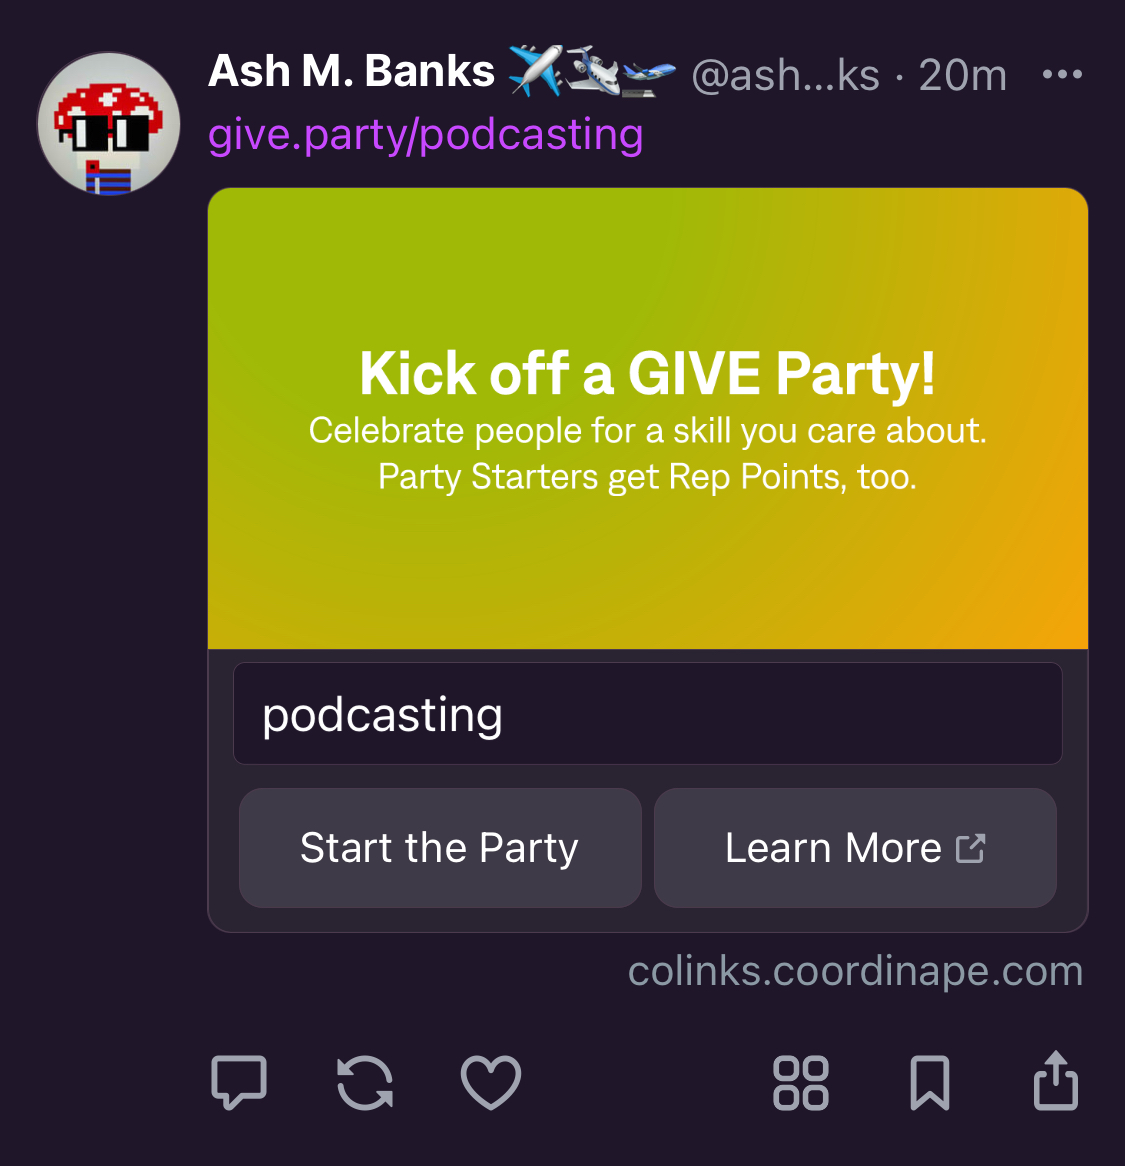 Ash M. Banks ✈️🛩️🛫 @ash...ks · 20m
give.party/podcasting
Kick off a GIVE Party!
Celebrate people for a skill you care about.
Party Starters get Rep Points, too.
podcasting
Start the Party
Learn More
colinks.coordinape.com